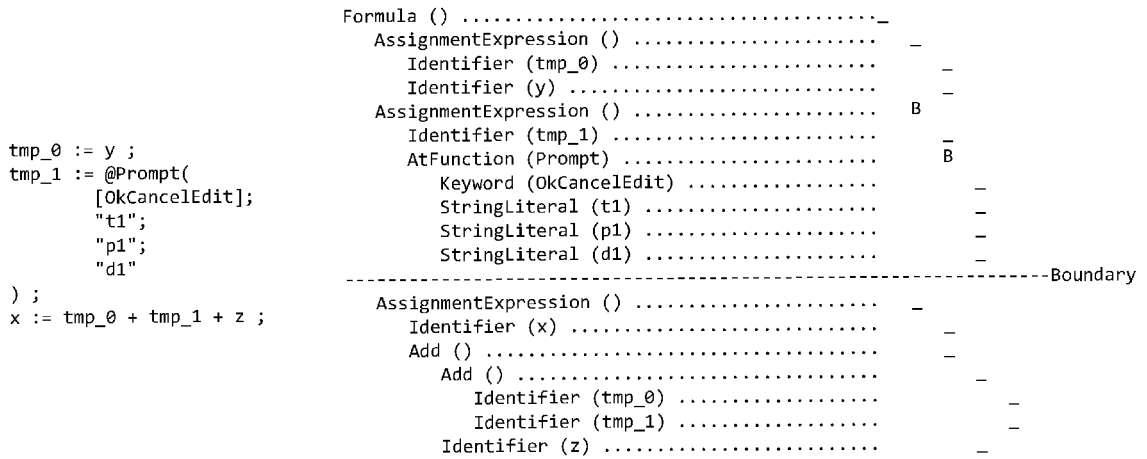 tmp_0 := y ;
tmp_1 := @Prompt(
[OkCancelEdit];
"t1";
"p1";
"d1"
) ;
x := tmp_0 + tmp_1 + z ;
Formula () ......................................_
AssignmentExpression () ....................... _
Identifier (tmp_0) ......................... _
Identifier (y) ............................. _
AssignmentExpression () ....................... B
Identifier (tmp_1) ......................... _
AtFunction (Prompt) ........................ B
Keyword (OkCancelEdit) .................. _
StringLiteral (t1) ...................... _
StringLiteral (p1) ...................... _
StringLiteral (d1) ...................... _
----------------------------------------------------------------Boundary
AssignmentExpression () ....................... _
Identifier (x) ............................. _
Add () ..................................... _
Add () .................................. _
Identifier (tmp_0) ................... _
Identifier (tmp_1) ................... _
Identifier (z) .......................... _